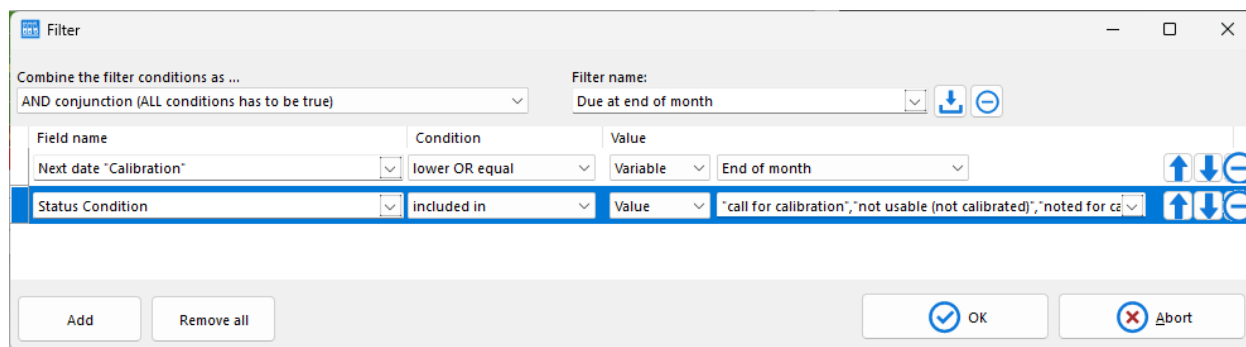 Filter
Combine the filter conditions as ...
Filter name:
AND conjunction (ALL conditions has to be true)
Due at end of month
Field name Condition Value
Next date "Calibration" lower OR equal Variable End of month
Status Condition included in Value "call for calibration","not usable (not calibrated)","noted for ca
Add Remove all OK Abort